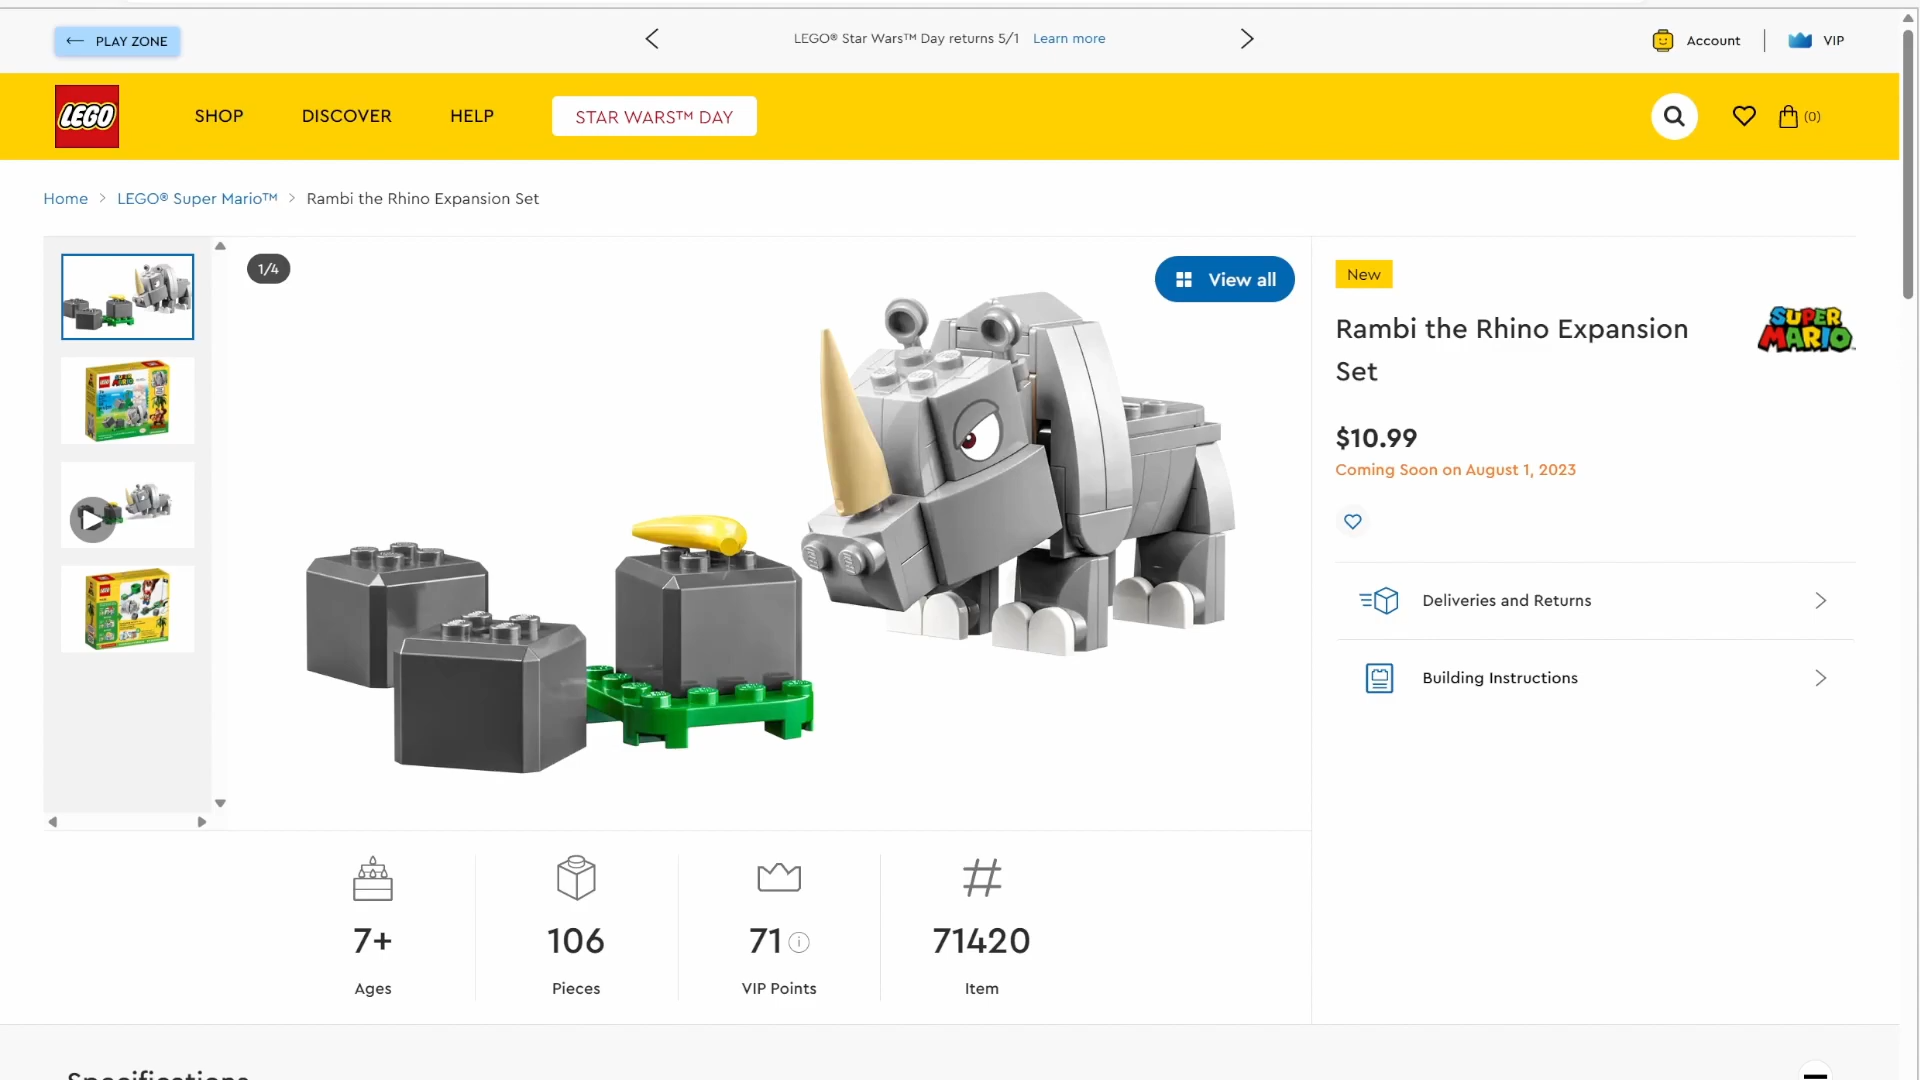 PLAY ZONE
LEGO® Star Wars™ Day returns 5/1 Learn more
Account
VIP
LEGO
SHOP
DISCOVER
HELP
STAR WARS™ DAY
(0)
Home > LEGO® Super Mario™ > Rambi the Rhino Expansion Set
1/4
View all
New
Rambi the Rhino Expansion
Set
SUPER
MARIO
$10.99
Coming Soon on August 1, 2023
Deliveries and Returns
Building Instructions
7+
Ages
106
Pieces
71
VIP Points
#
71420
Item
Specifications